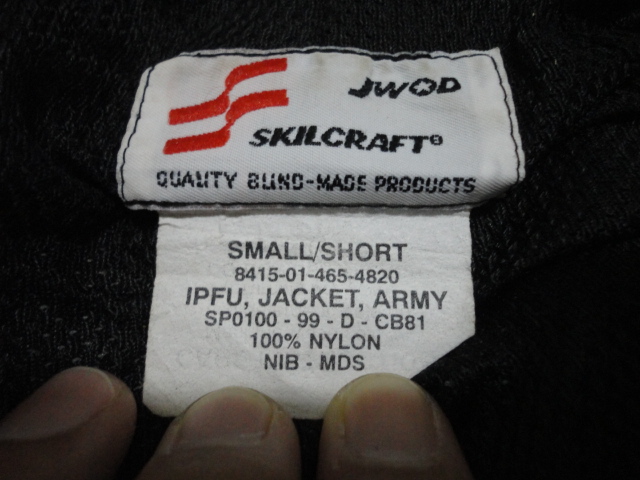 JWOD
SKILCRAFT®
QUALITY BLIND-MADE PRODUCTS
SMALL/SHORT
8415-01-465-4820
IPFU, JACKET, ARMY
SP0100 - 99 - D - CB81
100% NYLON
NIB - MDS